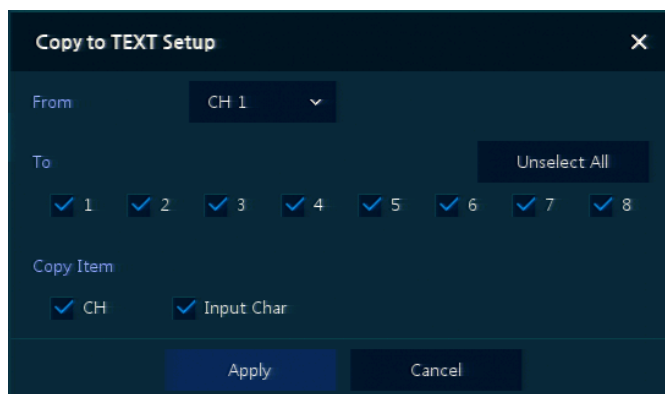 Copy to TEXT Setup
From CH 1
To Unselect All
1 2 3 4 5 6 7 8
Copy Item
CH Input Char
Apply Cancel